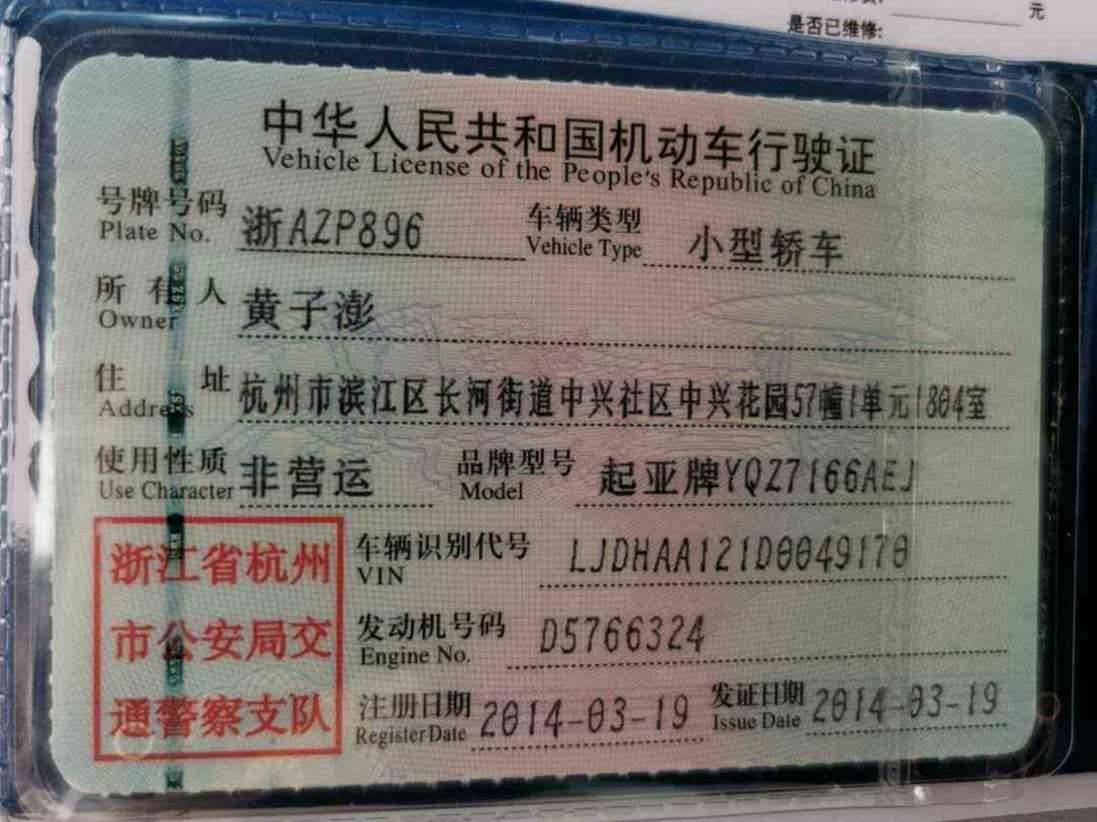 元
是否已维修:
中华人民共和国机动车行驶证
Vehicle License of the People's Republic of China
号牌号码 浙AZP896 车辆类型 小型轿车
Plate No. Vehicle Type
所有人 黄子澎
Owner
住址 杭州市滨江区长河街道中兴社区中兴花园57幢1单元1804室
Address
使用性质 非营运 品牌型号 起亚牌YQZ7166AEJ
Use Character Model
浙江省杭州
市公安局交
通警察支队
车辆识别代号 LJDHAA121D0049170
VIN
发动机号码 D5766324
Engine No.
注册日期 2014-03-19 发证日期 2014-03-19
Register Date Issue Date